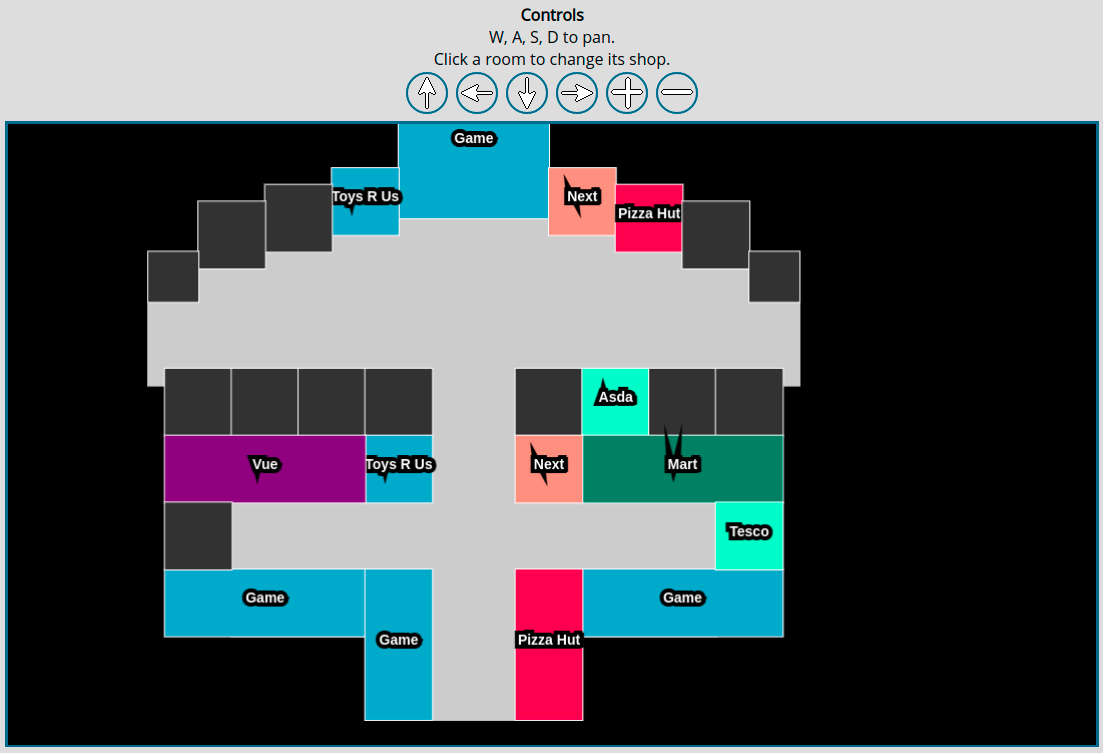 Controls
W, A, S, D to pan.
Click a room to change its shop.
Game
Toys R Us
Next
Pizza Hut
Asda
Vue
Toys R Us
Next
Mart
Tesco
Game
Game
Game
Pizza Hut